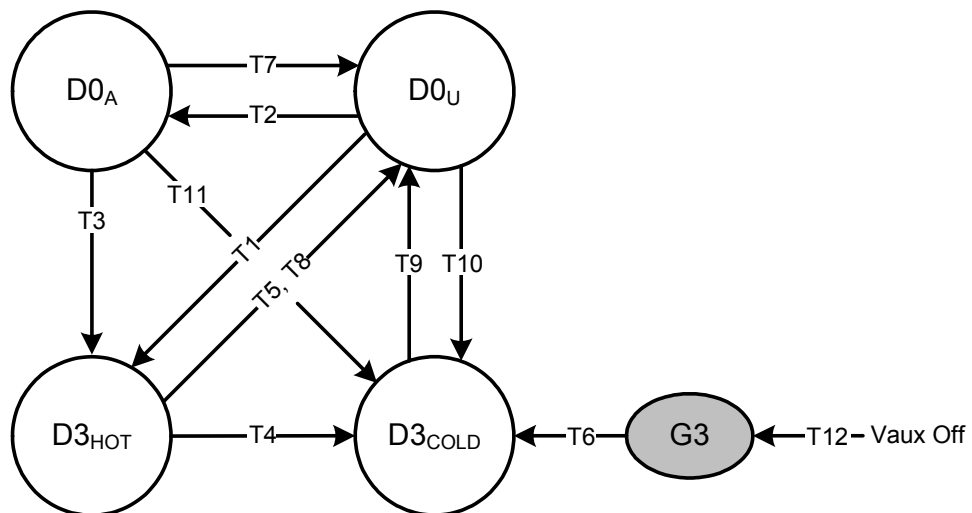 D0A
T7
D0U
T2
T11
T3
T1
T5, T8
T9
T10
D3HOT
T4
D3COLD
T6
G3
T12
Vaux Off